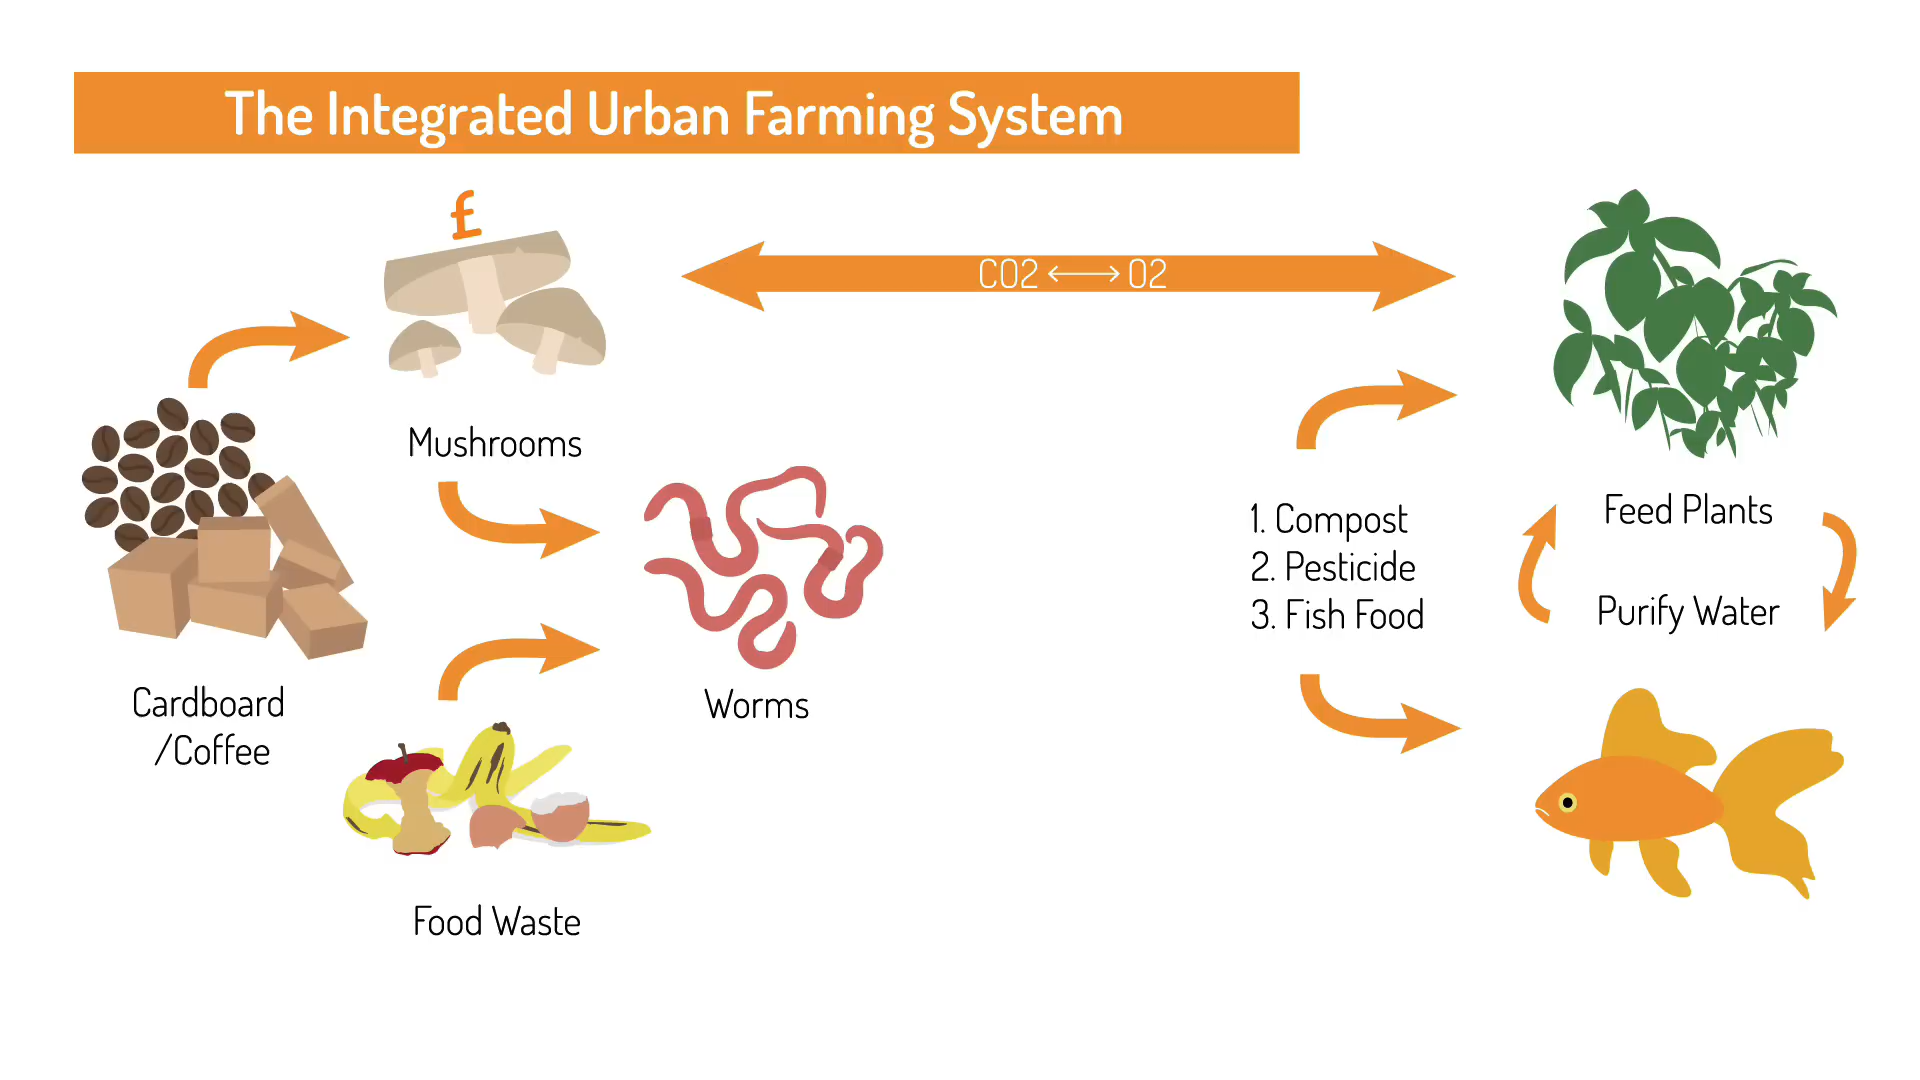 The Integrated Urban Farming System
£
CO2 ⟷ O2
Mushrooms
Cardboard
/Coffee
Worms
Food Waste
1. Compost
2. Pesticide
3. Fish Food
Feed Plants
Purify Water